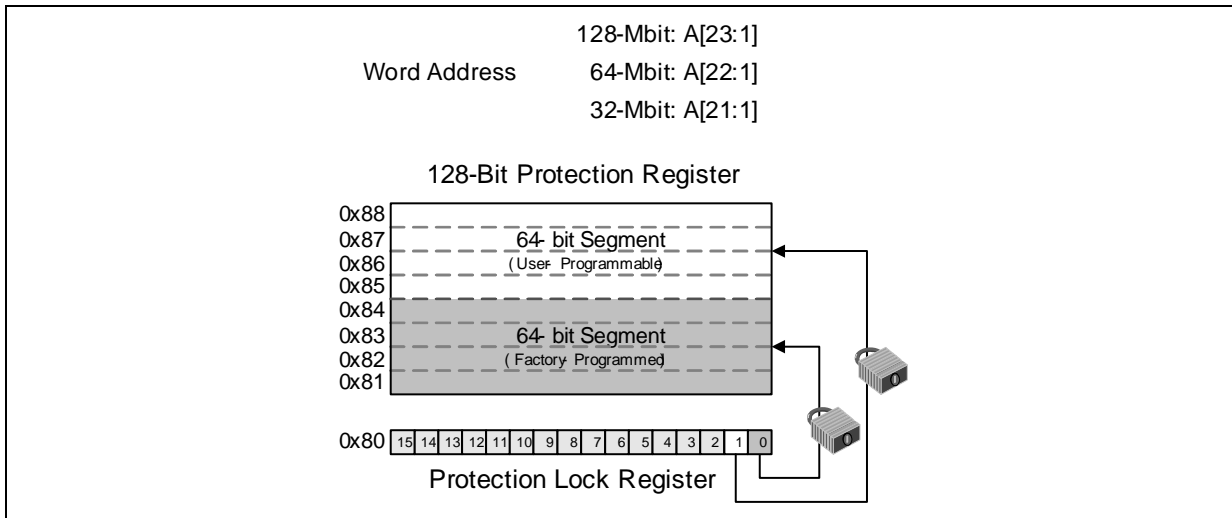 128-Mbit: A[23:1]
Word Address 64-Mbit: A[22:1]
32-Mbit: A[21:1]
128-Bit Protection Register
0x88
0x87 64- bit Segment
0x86 (User- Programmable)
0x85
0x84
0x83 64- bit Segment
0x82 (Factory- Programmed)
0x81
0x80 15 14 13 12 11 10 9 8 7 6 5 4 3 2 1 0
Protection Lock Register